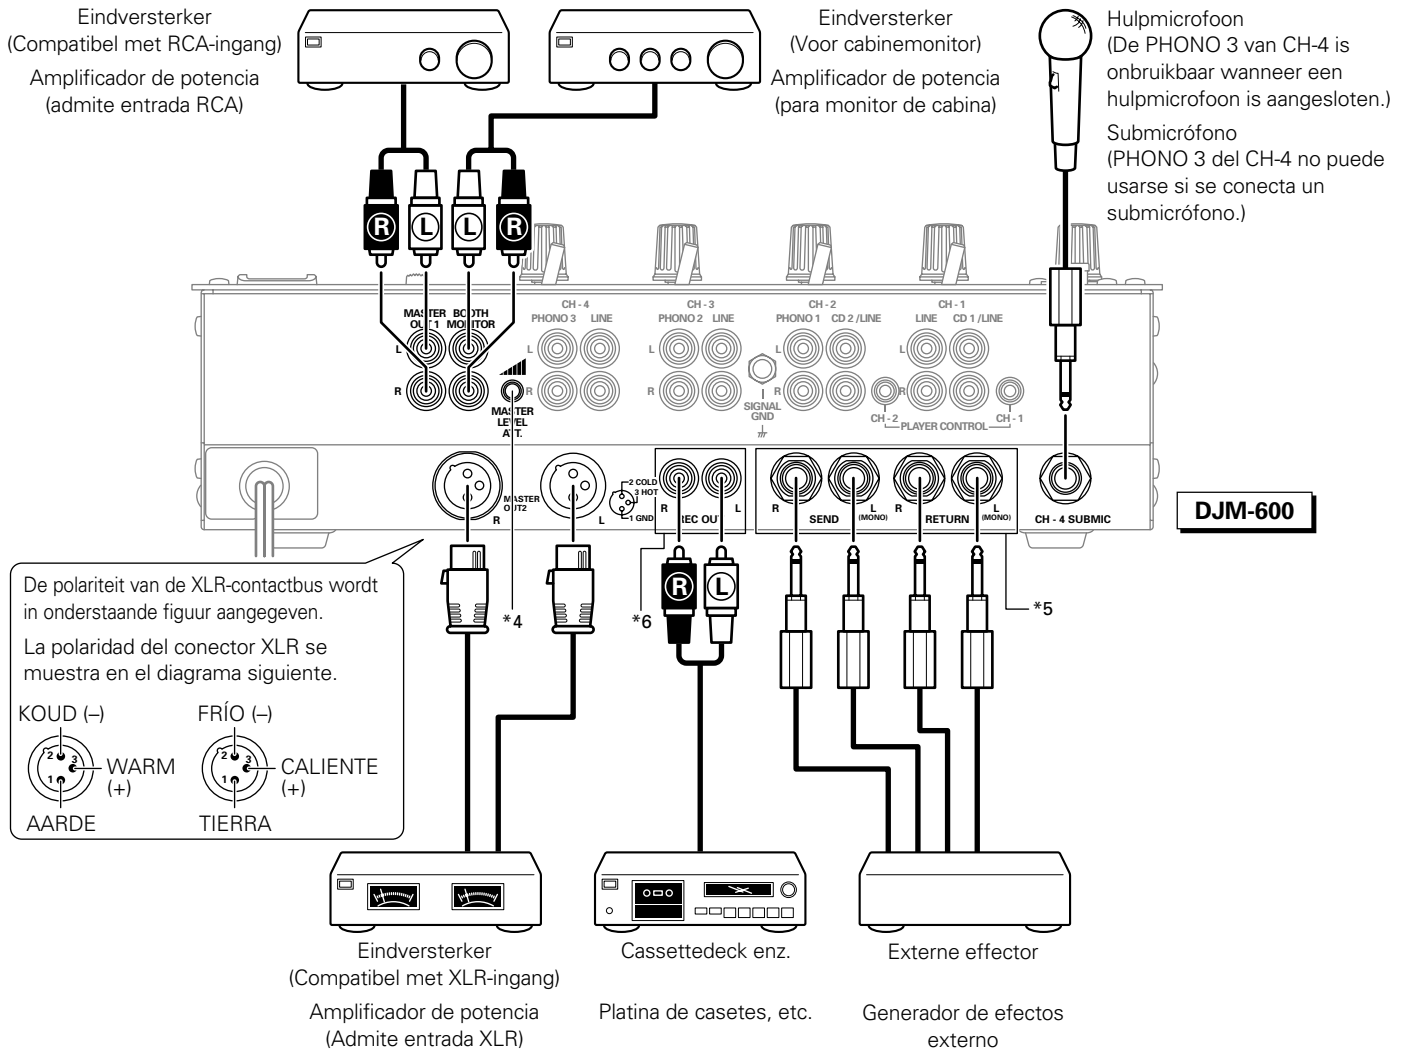 Eindversterker
(Compatibel met RCA-ingang)
Amplificador de potencia
(admite entrada RCA)
Eindversterker
(Voor cabinemonitor)
Amplificador de potencia
(para monitor de cabina)
Hulpmicrofoon
(De PHONO 3 van CH-4 is
onbruikbaar wanneer een
hulpmicrofoon is aangesloten.)
Submicrófono
(PHONO 3 del CH-4 no puede
usarse si se conecta un
submicrófono.)
R L L R
MASTER OUT 1
BOOTH MONITOR
CH - 4
PHONO 3 LINE
CH - 3
PHONO 2 LINE
CH - 2
PHONO 1 CD 2 /LINE
CH - 1
LINE CD 1 /LINE
L L L L L
R R R R R
MASTER
LEVEL
ATT.
SIGNAL
GND
CH - 2 PLAYER CONTROL CH - 1
MASTER
OUT2
R L
2 COLD
3 HOT
1 GND
R REC OUT L
R SEND L (MONO)
R RETURN L (MONO)
CH - 4 SUBMIC
DJM-600
R L
*4
*6
*5
De polariteit van de XLR-contactbus wordt
in onderstaande figuur aangegeven.
La polaridad del conector XLR se
muestra en el diagrama siguiente.
KOUD (–) FRÍO (–)
2 3 1
2 3 1
WARM
(+)
CALIENTE
(+)
AARDE TIERRA
Eindversterker
(Compatibel met XLR-ingang)
Amplificador de potencia
(Admite entrada XLR)
Cassettedeck enz.
Platina de casetes, etc.
Externe effector
Generador de efectos
externo